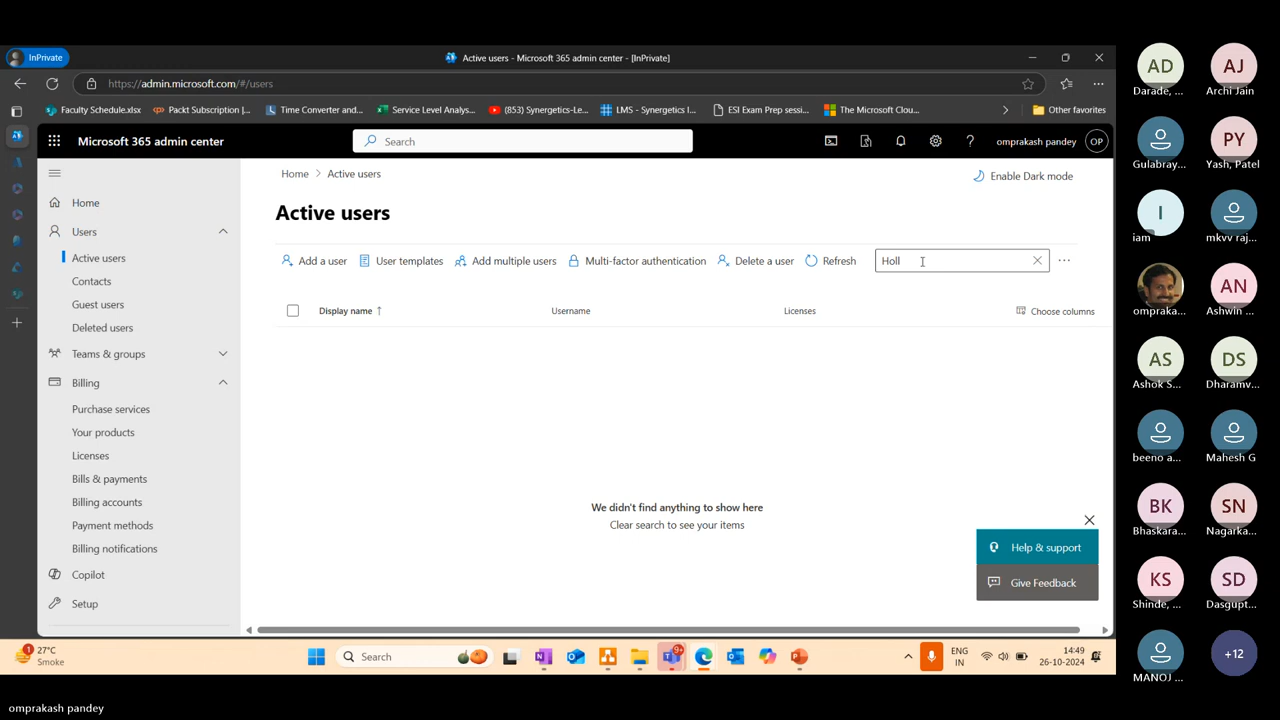 InPrivate
Active users - Microsoft 365 admin center - [InPrivate]
https://admin.microsoft.com/#/users
Faculty Schedule.xlsx
Packt Subscription |...
Time Converter and...
Service Level Analys...
(853) Synergetics-Le...
LMS - Synergetics I...
ESI Exam Prep sessi...
The Microsoft Clou...
Other favorites
Microsoft 365 admin center
Search
omprakash pandey
OP
Home > Active users
Enable Dark mode
Active users
Add a user
User templates
Add multiple users
Multi-factor authentication
Delete a user
Refresh
Holl
Display name ↑
Username
Licenses
Choose columns
We didn't find anything to show here
Clear search to see your items
Help & support
Give Feedback
Home
Users
Active users
Contacts
Guest users
Deleted users
Teams & groups
Billing
Purchase services
Your products
Licenses
Bills & payments
Billing accounts
Payment methods
Billing notifications
Copilot
Setup
1
27°C
Smoke
Search
9+
ENG
IN
14:49
26-10-2024
AD
Darade, ...
AJ
Archi Jain
Gulabray...
PY
Yash, Patel
I
iam
mkvv raj...
ompraka...
AN
Ashwin ...
AS
Ashok S...
DS
Dharamv...
beeno a...
Mahesh G
BK
Bhaskara...
SN
Nagarka...
KS
Shinde, ...
SD
Dasgupt...
MANOJ ...
+12
omprakash pandey